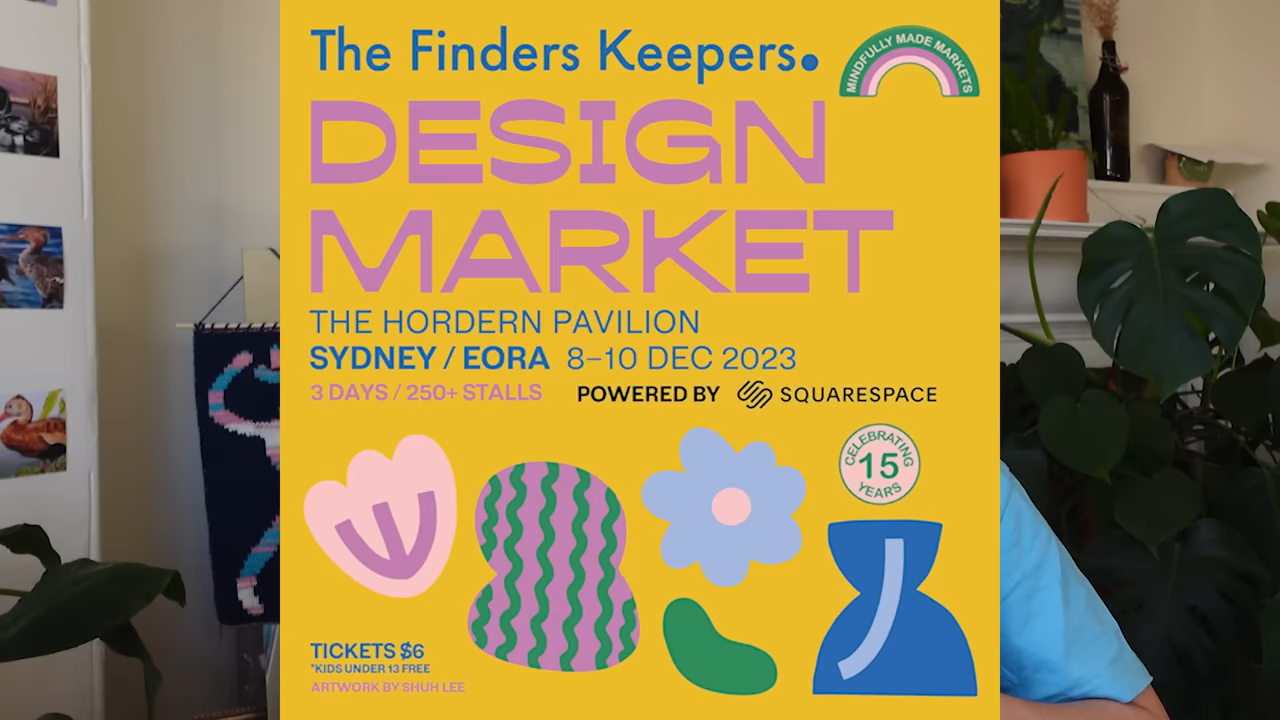 The Finders Keepers.
MINDFULLY MADE MARKETS
DESIGN
MARKET
THE HORDERN PAVILION
SYDNEY / EORA 8–10 DEC 2023
3 DAYS / 250+ STALLS POWERED BY SQUARESPACE
CELEBRATING
15
YEARS
TICKETS $6
*KIDS UNDER 13 FREE
ARTWORK BY SHUH LEE